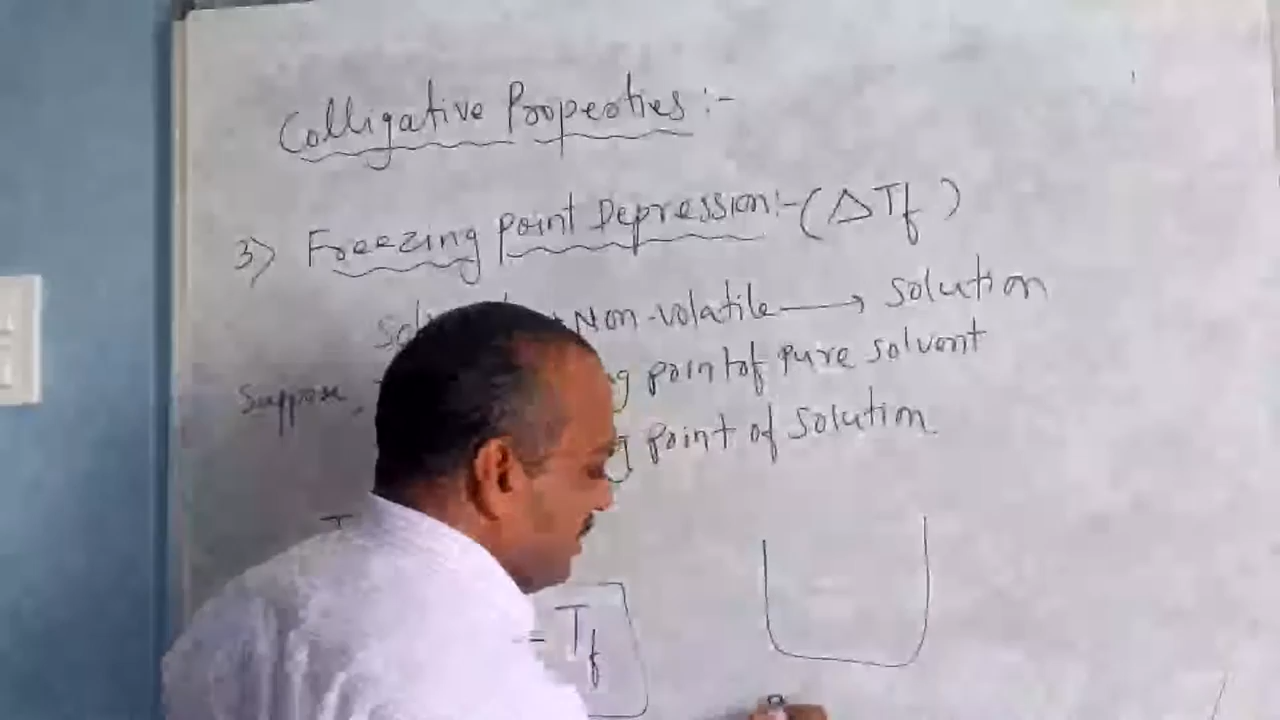 Colligative Properties :-
3) Freezing point Depression :- (ΔTf)
Non-volatile ⟶ solution
Suppose, point of pure solvent
point of solution.
T
= Tf